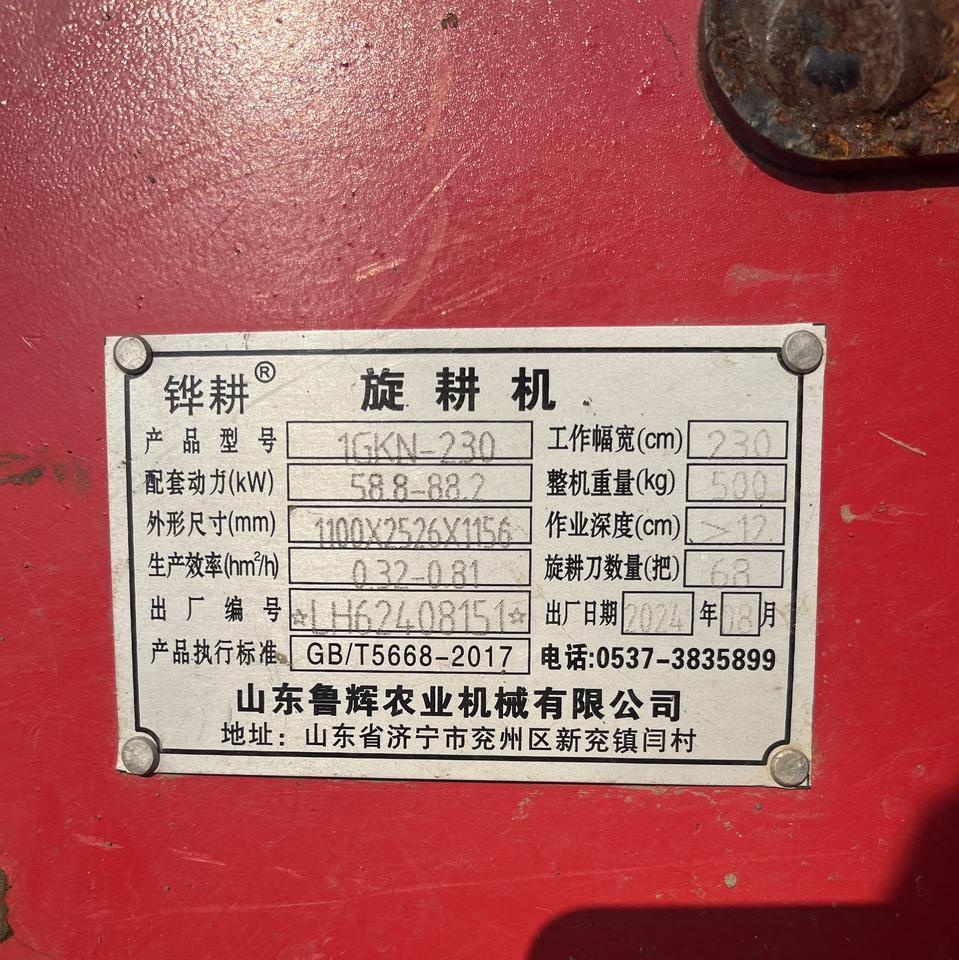 铧耕® 旋耕机
产品型号 1GKN-230 工作幅宽(cm) 230
配套动力(kW) 58.8-88.2 整机重量(kg) 500
外形尺寸(mm) 1100X2526X1156 作业深度(cm) >12
生产效率(hm²/h) 0.32-0.81 旋耕刀数量(把) 68
出厂编号 ☆LH62408151☆ 出厂日期 2024 年 08 月
产品执行标准 GB/T5668-2017 电话:0537-3835899
山东鲁辉农业机械有限公司
地址：山东省济宁市兖州区新兖镇闫村